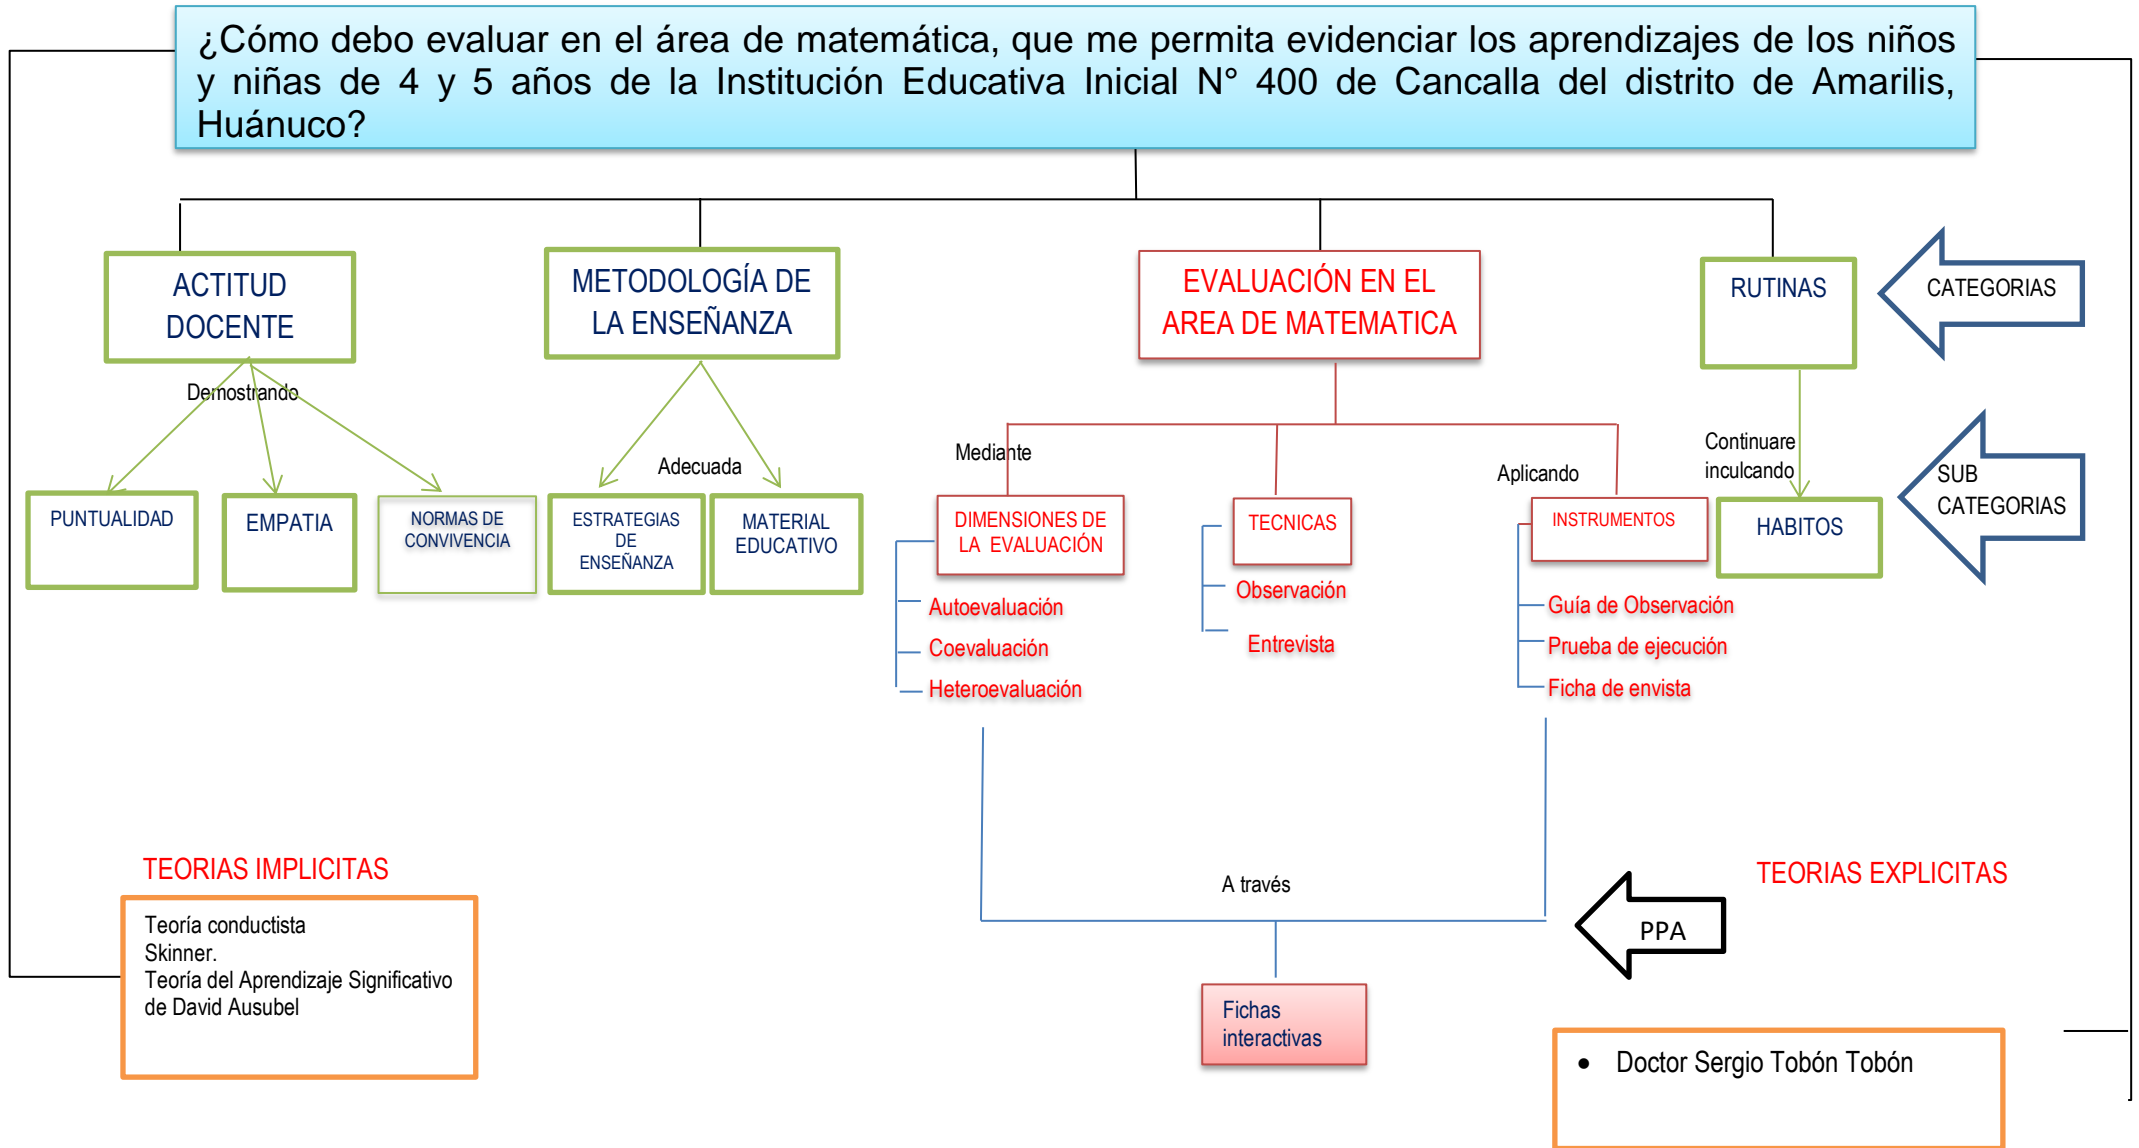 ¿Cómo debo evaluar en el área de matemática, que me permita evidenciar los aprendizajes de los niños
y niñas de 4 y 5 años de la Institución Educativa Inicial N° 400 de Cancalla del distrito de Amarilis,
Huánuco?
ACTITUD
DOCENTE
METODOLOGÍA DE
LA ENSEÑANZA
EVALUACIÓN EN EL
AREA DE MATEMATICA
RUTINAS
CATEGORIAS
Demostrando
Adecuada
Mediante
Aplicando
Continuare
inculcando
SUB
CATEGORIAS
PUNTUALIDAD
EMPATIA
NORMAS DE
CONVIVENCIA
ESTRATEGIAS
DE
ENSEÑANZA
MATERIAL
EDUCATIVO
DIMENSIONES DE
LA EVALUACIÓN
TECNICAS
INSTRUMENTOS
HABITOS
Autoevaluación
Coevaluación
Heteroevaluación
Observación
Entrevista
Guía de Observación
Prueba de ejecución
Ficha de envista
TEORIAS IMPLICITAS
Teoría conductista
Skinner.
Teoría del Aprendizaje Significativo
de David Ausubel
A través
PPA
TEORIAS EXPLICITAS
Fichas
interactivas
• Doctor Sergio Tobón Tobón